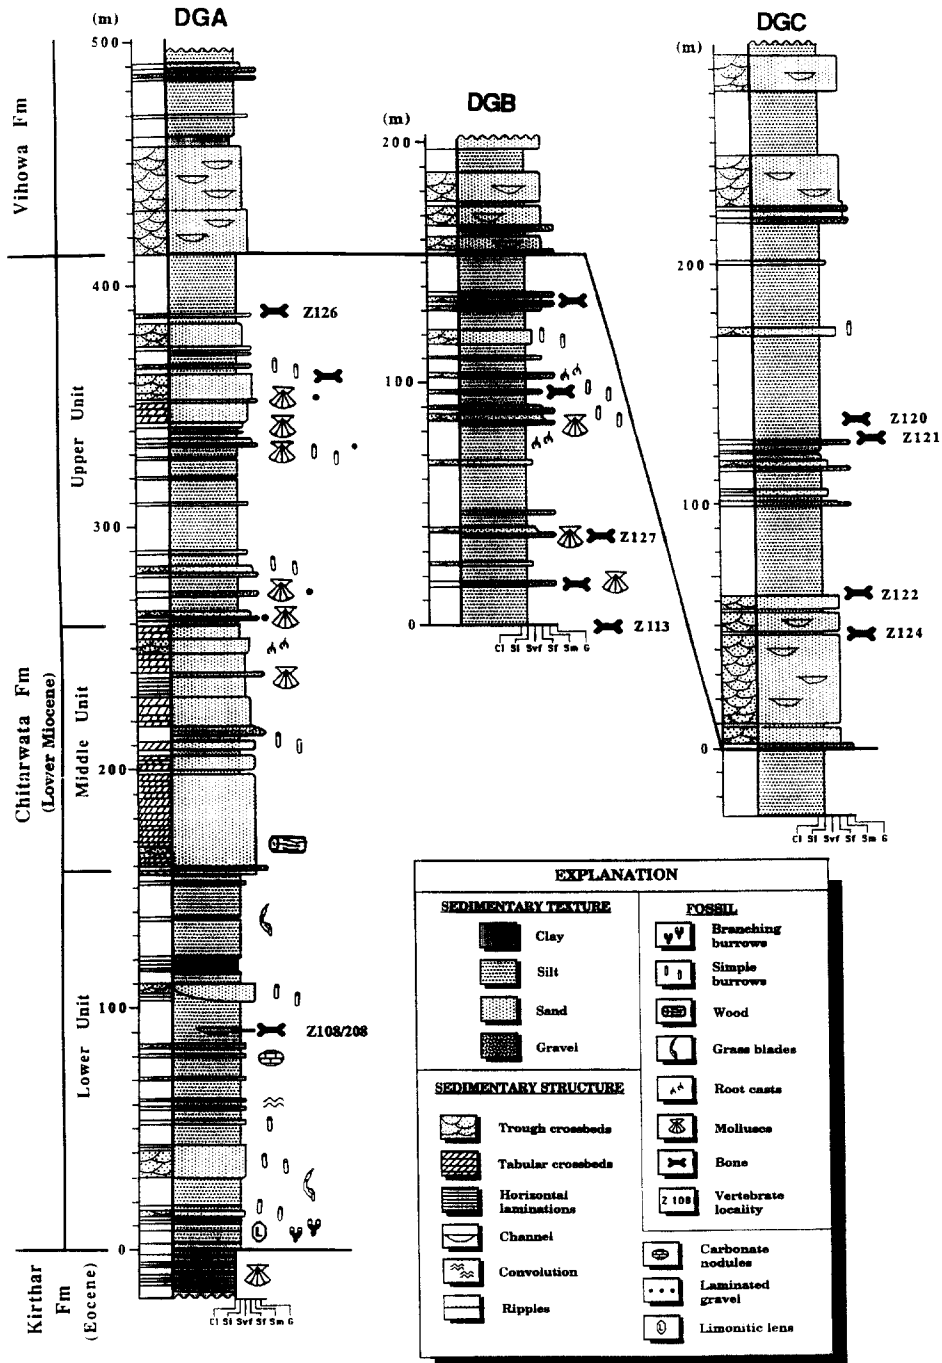 DGA
(m)
500
400
300
200
100
0
Vihowa Fm
Upper Unit
Chitarwata Fm
(Lower Miocene)
Middle Unit
Lower Unit
Kirthar Fm
(Eocene)
Z126
Z108/208
L
Cl Sl Svf Sf Sm G
DGB
(m)
200
100
0
Z127
Z113
Cl Sl Svf Sf Sm G
DGC
(m)
200
100
0
Z120
Z121
Z122
Z124
Cl Sl Svf Sf Sm G
EXPLANATION
SEDIMENTARY TEXTURE
Clay
Silt
Sand
Gravel
SEDIMENTARY STRUCTURE
Trough crossbeds
Tabular crossbeds
Horizontal
laminations
Channel
Convolution
Ripples
FOSSIL
Branching
burrows
Simple
burrows
Wood
Grass blades
Root casts
Molluscs
Bone
Z 108
Vertebrate
locality
Carbonate
nodules
Laminated
gravel
L
Limonitic lens